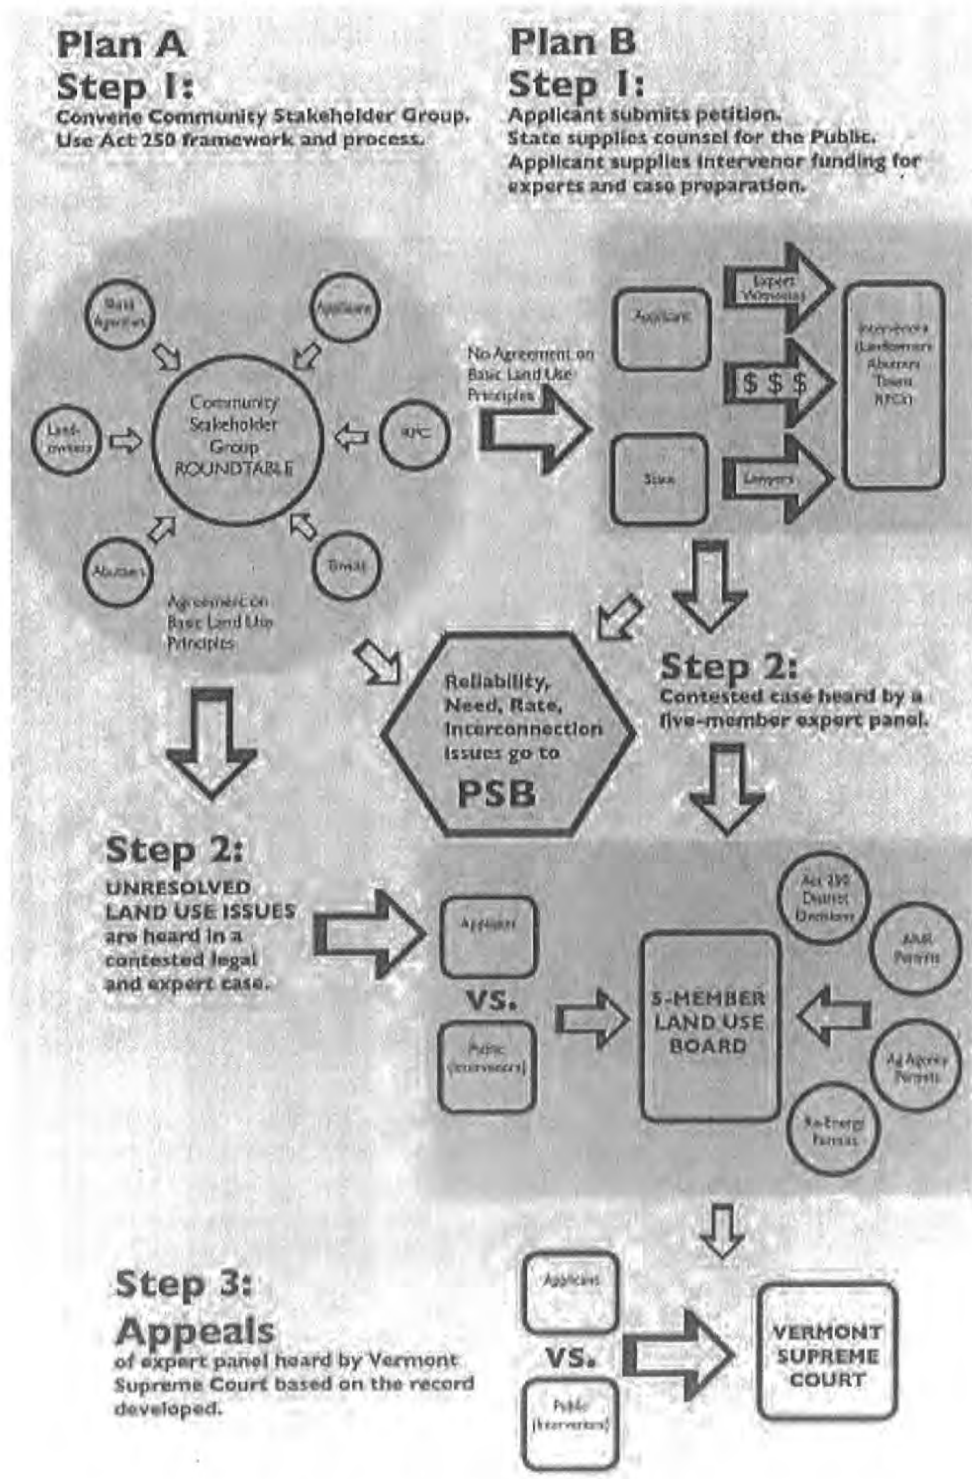 Plan A
Step 1:
Convene Community Stakeholder Group.
Use Act 250 framework and process.
Plan B
Step 1:
Applicant submits petition.
State supplies counsel for the Public.
Applicant supplies intervenor funding for
experts and case preparation.
State
Agencies
Applicant
Land-
owners
Community
Stakeholder
Group
ROUNDTABLE
RPC
Abutters
Towns
Agreement on
Basic Land Use
Principles
No Agreement on
Basic Land Use
Principles
Applicant
Expert
Witnesses
$ $ $
State
Lawyers
Intervenors
(Landowners
Abutters
Towns
RPCs)
Reliability,
Need, Rate,
Interconnection
issues go to
PSB
Step 2:
Contested case heard by a
five-member expert panel.
Step 2:
UNRESOLVED
LAND USE ISSUES
are heard in a
contested legal
and expert case.
Applicant
VS.
Public
(Intervenors)
5-MEMBER
LAND USE
BOARD
Act 250
District
Decisions
ANR
Permits
Ag Agency
Permits
Re-Energy
Permits
Step 3:
Appeals
of expert panel heard by Vermont
Supreme Court based on the record
developed.
Applicant
VS.
Public
(Intervenors)
VERMONT
SUPREME
COURT